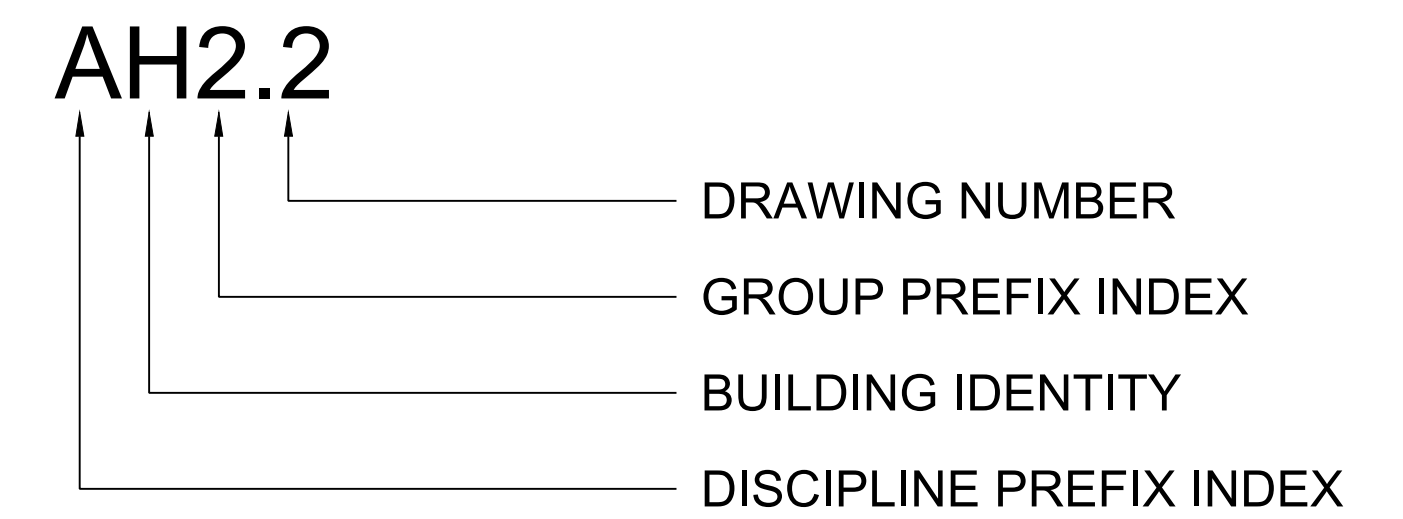 AH2.2
DRAWING NUMBER
GROUP PREFIX INDEX
BUILDING IDENTITY
DISCIPLINE PREFIX INDEX